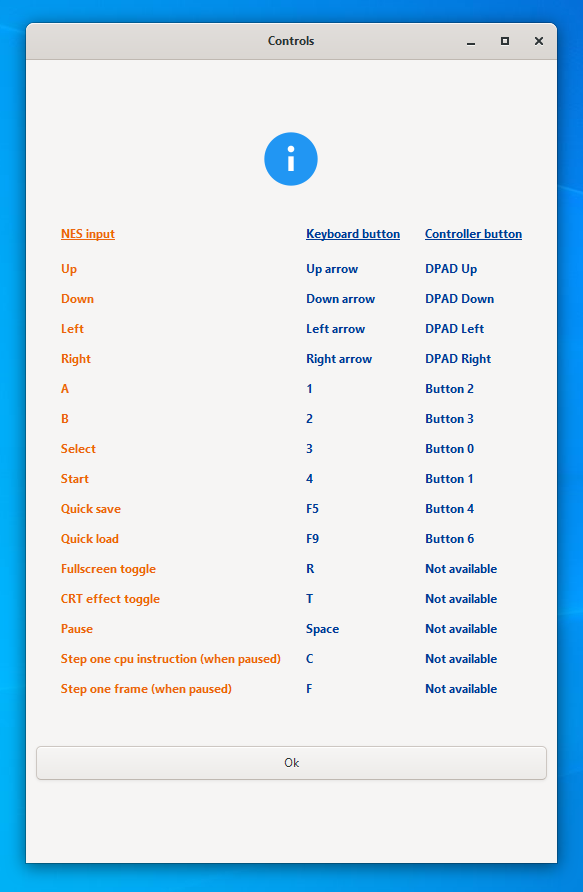 Controls
NES input Keyboard button Controller button
Up Up arrow DPAD Up
Down Down arrow DPAD Down
Left Left arrow DPAD Left
Right Right arrow DPAD Right
A 1 Button 2
B 2 Button 3
Select 3 Button 0
Start 4 Button 1
Quick save F5 Button 4
Quick load F9 Button 6
Fullscreen toggle R Not available
CRT effect toggle T Not available
Pause Space Not available
Step one cpu instruction (when paused) C Not available
Step one frame (when paused) F Not available
Ok